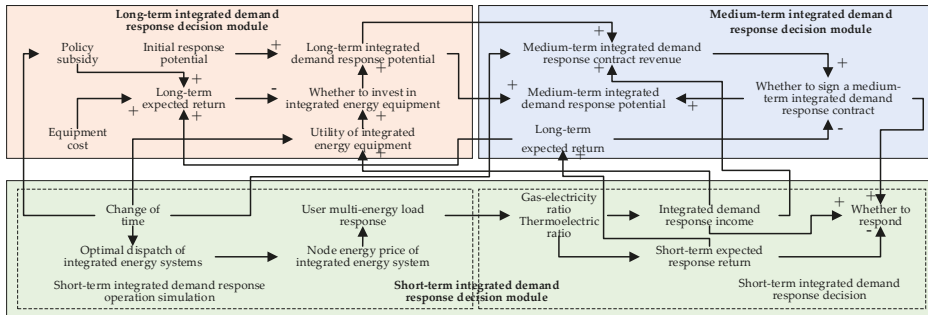 Long-term integrated demand
response decision module
Policy
subsidy
Initial response
potential
+
Long-term integrated
demand response potential
+
+
Long-term
expected return
-
Whether to invest in
integrated energy equipment
+
+
+
Equipment
cost
Utility of integrated
energy equipment
+
Medium-term integrated demand
response decision module
Medium-term integrated demand
response contract revenue
+
+
+
+
Medium-term integrated
demand response potential
+
Whether to sign a medium-
term integrated demand
response contract
Long-term
expected return
-
+
Change of
time
User multi-energy load
response
Gas-electricity
ratio
Thermoelectric
ratio
Integrated demand
response income
+
+
Whether to
respond
-
Optimal dispatch of
integrated energy systems
Node energy price of
integrated energy system
Short-term expected
response return
Short-term integrated demand response
operation simulation
Short-term integrated demand
response decision module
Short-term integrated demand
response decision